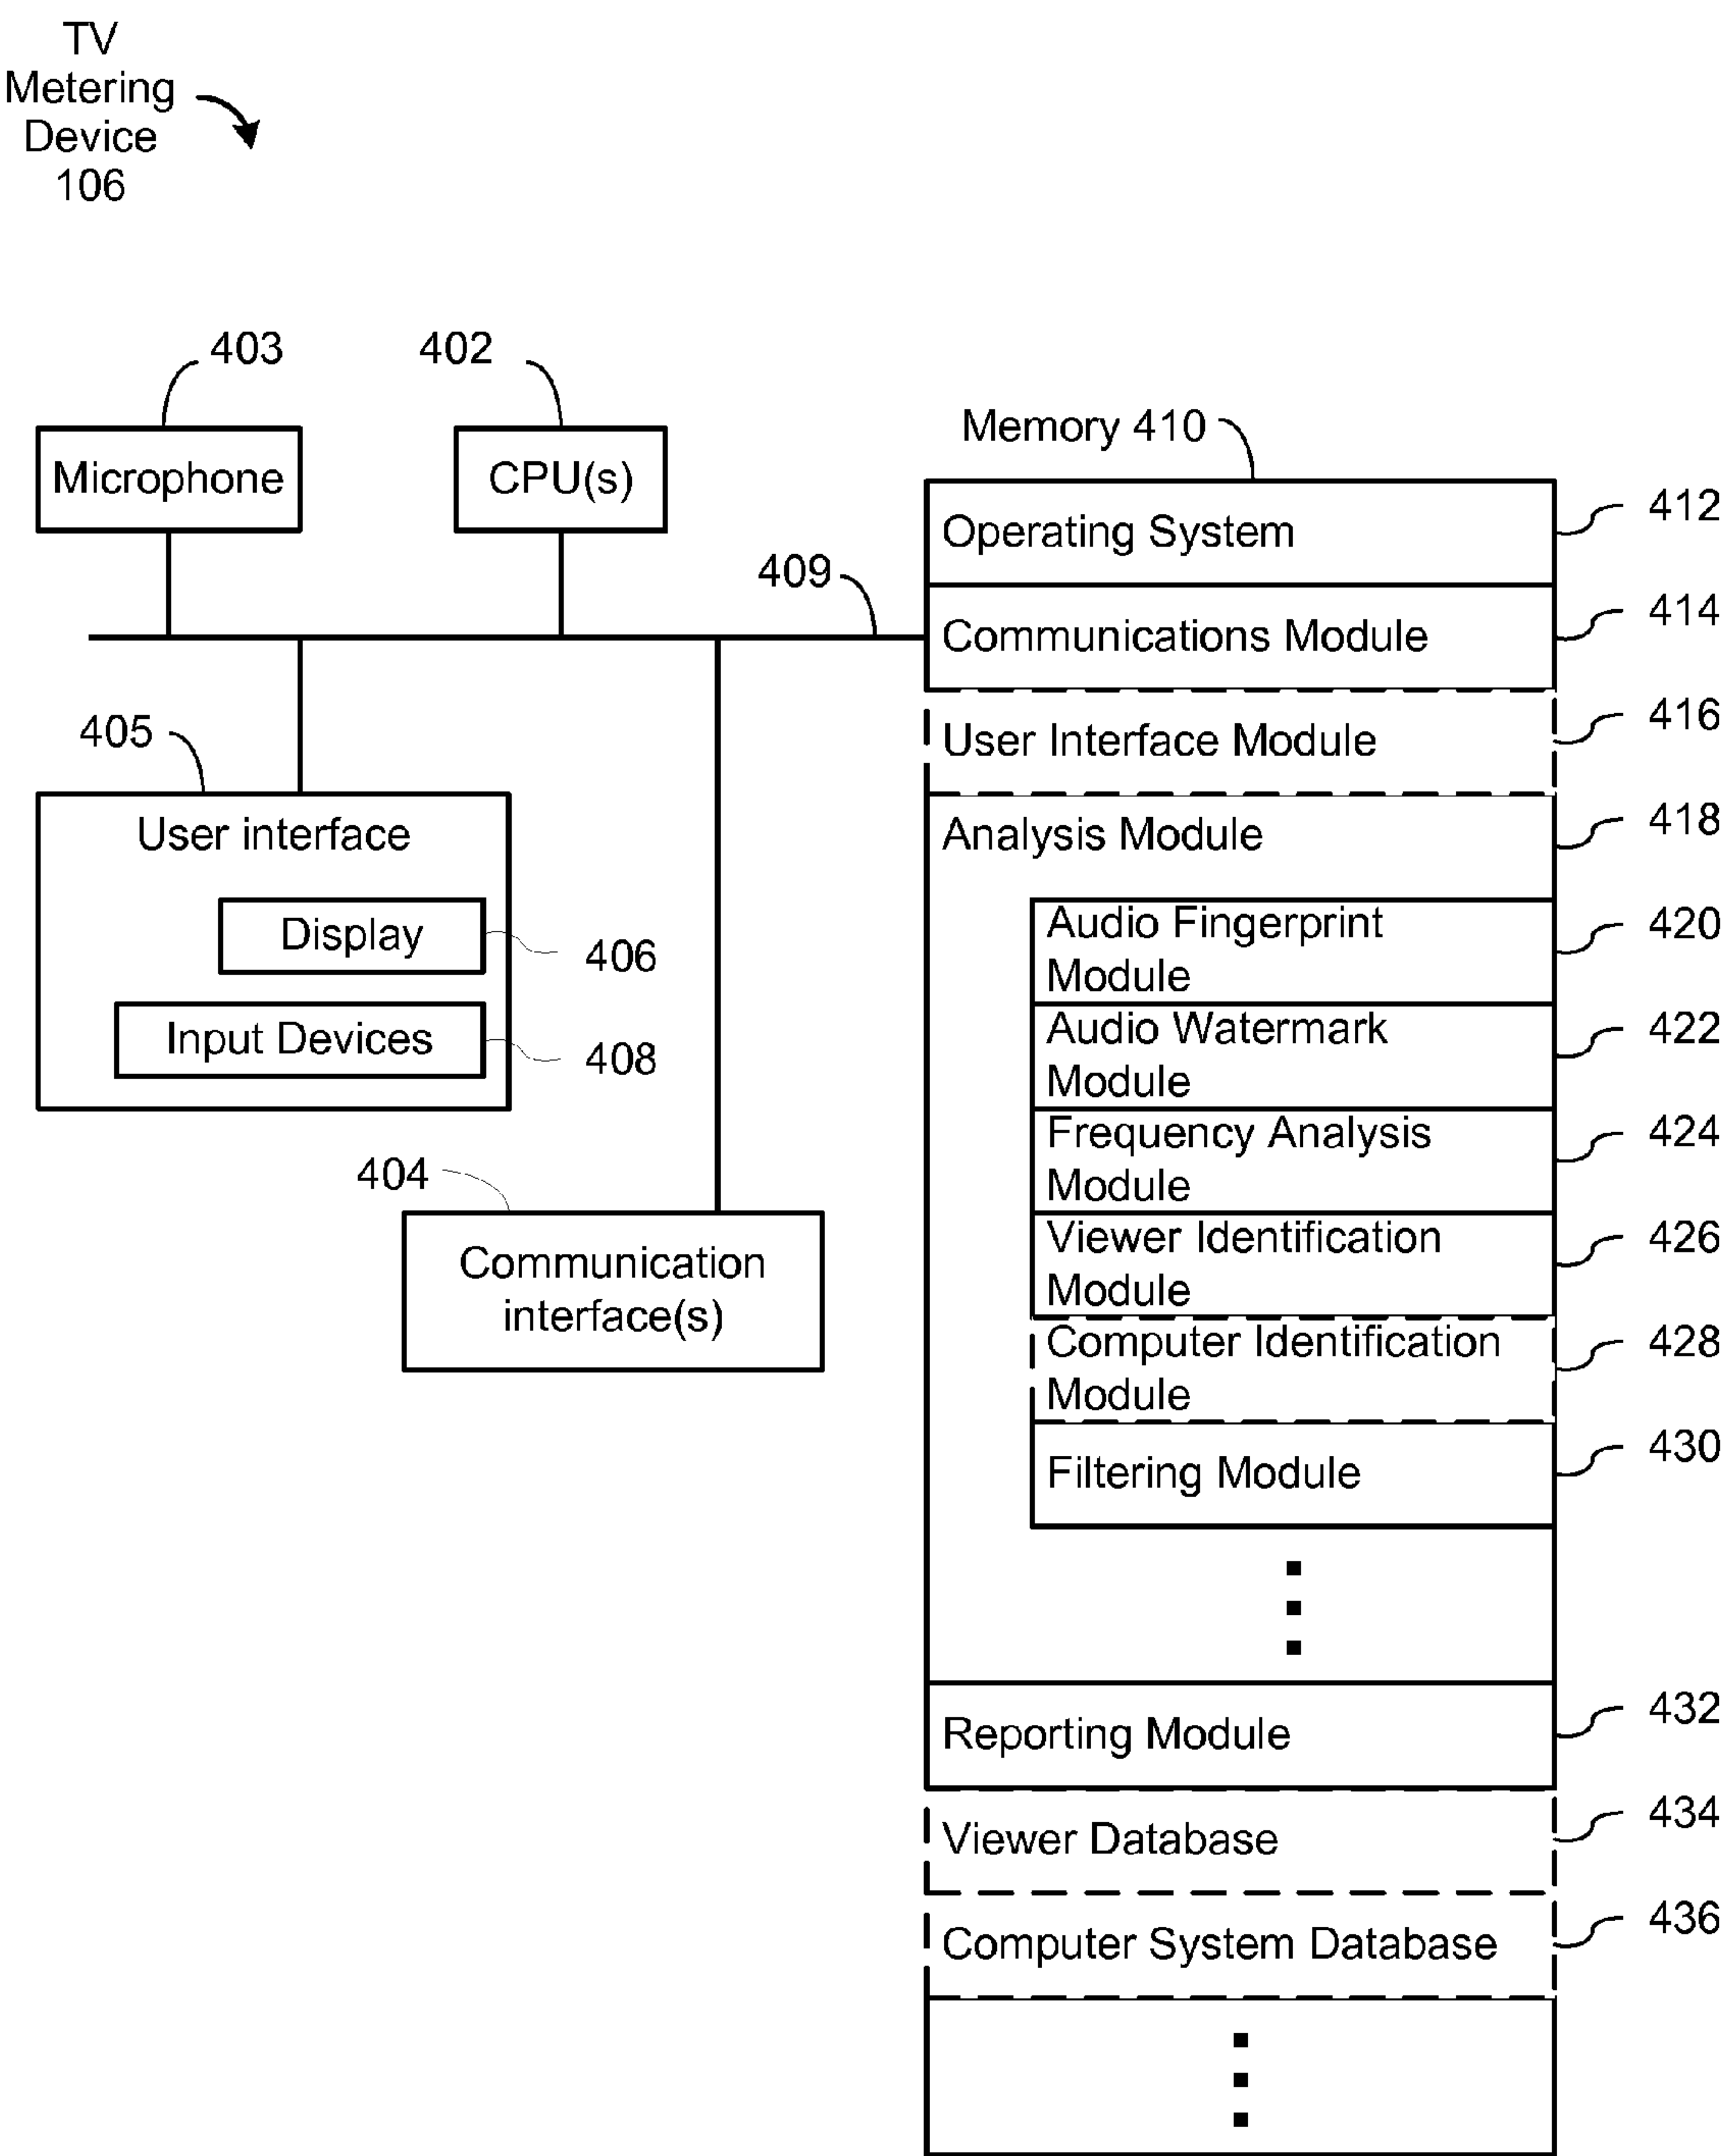 TV
Metering
Device
106
403
402
Microphone
CPU(s)
409
405
User interface
Display
406
Input Devices
408
404
Communication
interface(s)
Memory 410
Operating System
412
Communications Module
414
User Interface Module
416
Analysis Module
418
Audio Fingerprint
Module
420
Audio Watermark
Module
422
Frequency Analysis
Module
424
Viewer Identification
Module
426
Computer Identification
Module
428
Filtering Module
430
Reporting Module
432
Viewer Database
434
Computer System Database
436